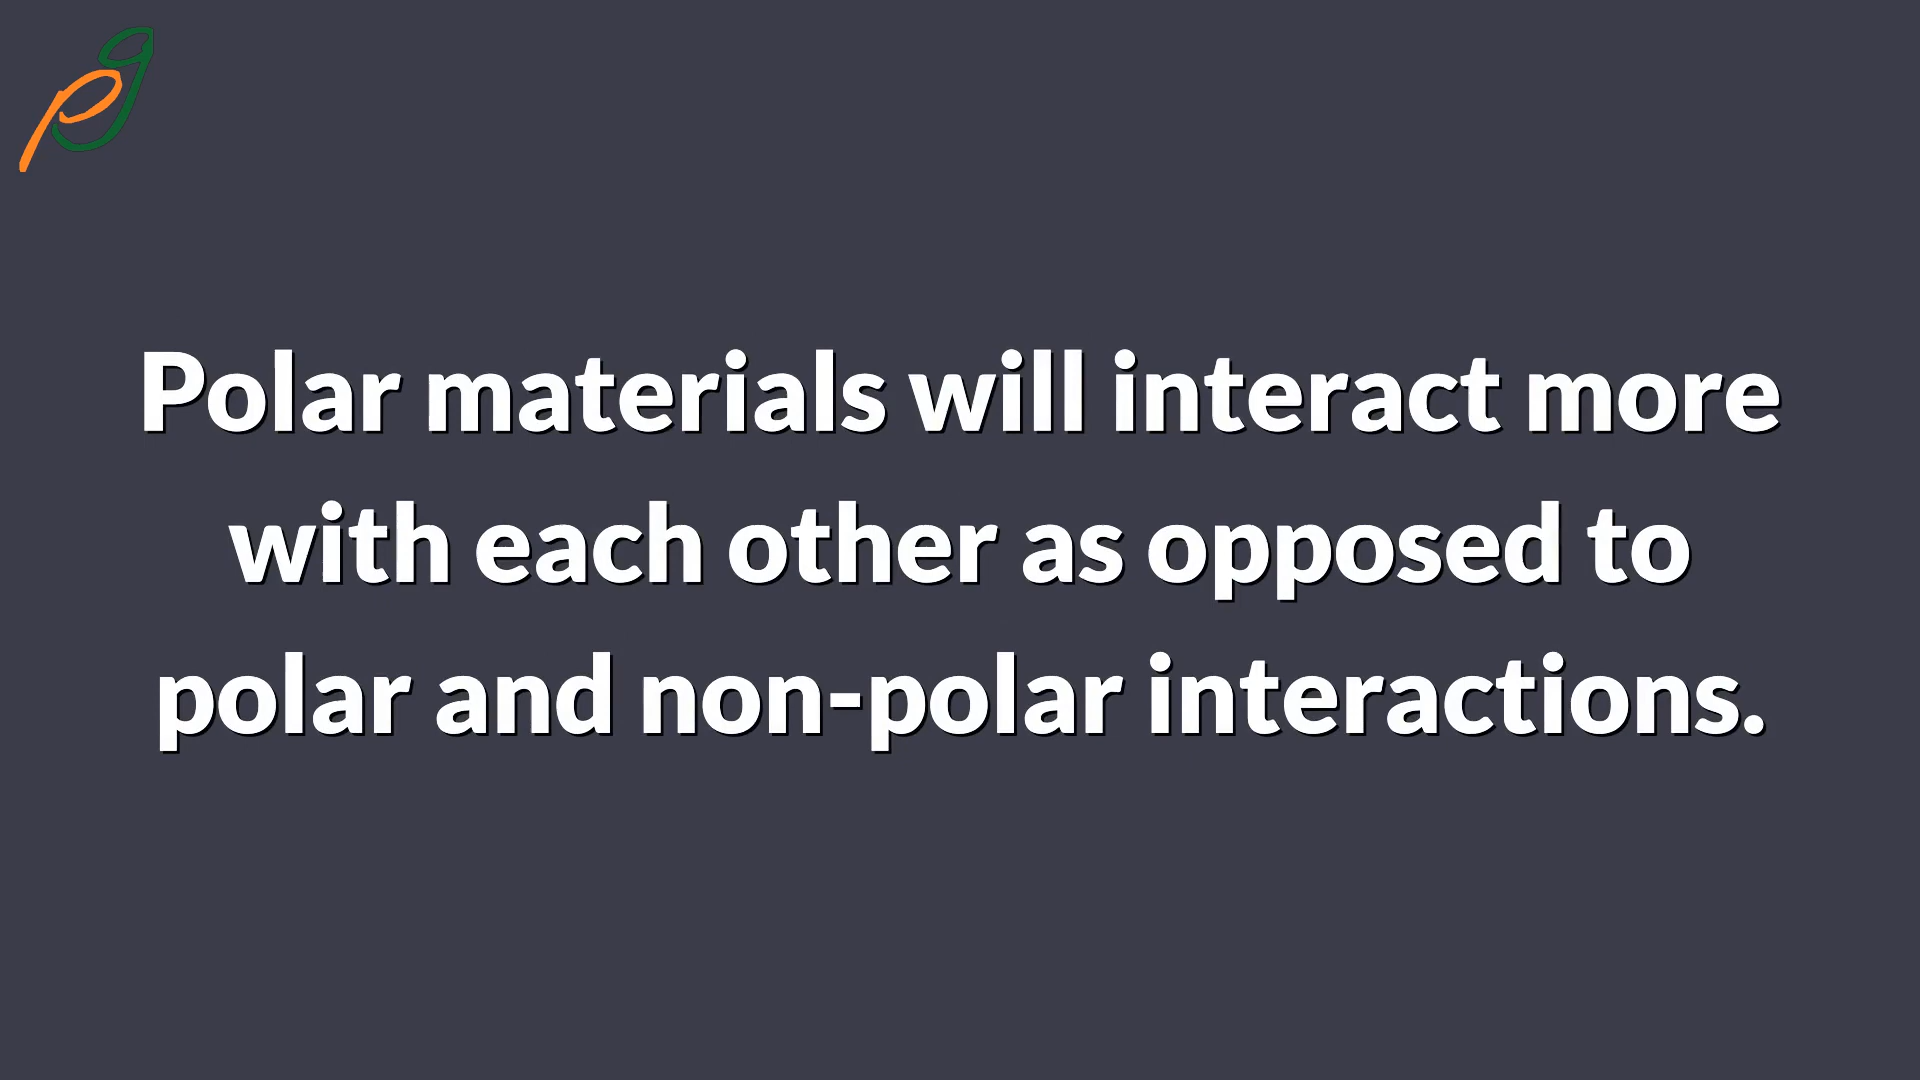 Polar materials will interact more
with each other as opposed to
polar and non-polar interactions.